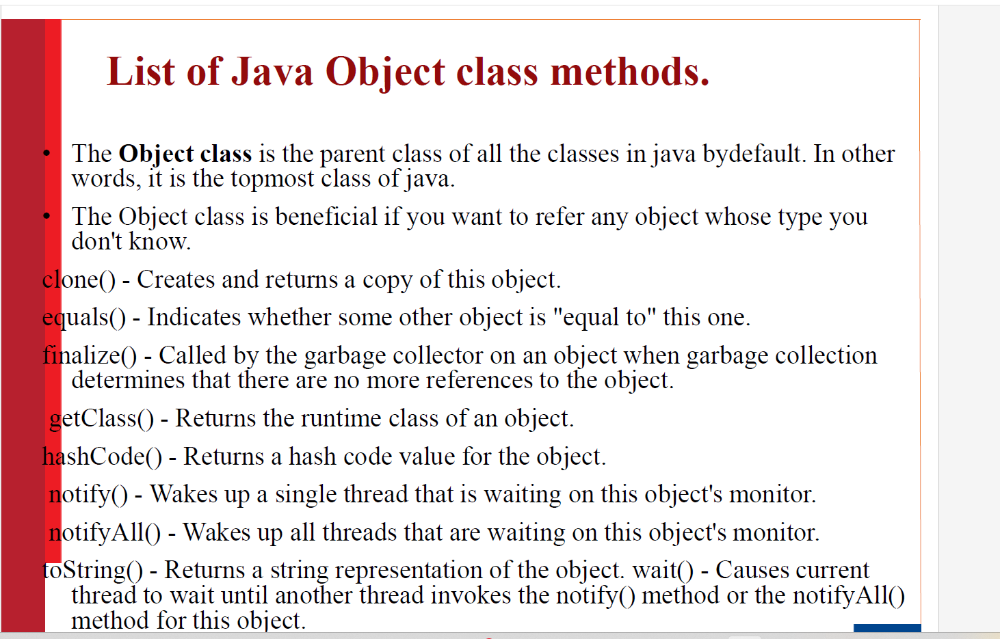 List of Java Object class methods.
• The Object class is the parent class of all the classes in java bydefault. In other
words, it is the topmost class of java.
• The Object class is beneficial if you want to refer any object whose type you
don't know.
clone() - Creates and returns a copy of this object.
equals() - Indicates whether some other object is "equal to" this one.
finalize() - Called by the garbage collector on an object when garbage collection
determines that there are no more references to the object.
getClass() - Returns the runtime class of an object.
hashCode() - Returns a hash code value for the object.
notify() - Wakes up a single thread that is waiting on this object's monitor.
notifyAll() - Wakes up all threads that are waiting on this object's monitor.
toString() - Returns a string representation of the object. wait() - Causes current
thread to wait until another thread invokes the notify() method or the notifyAll()
method for this object.